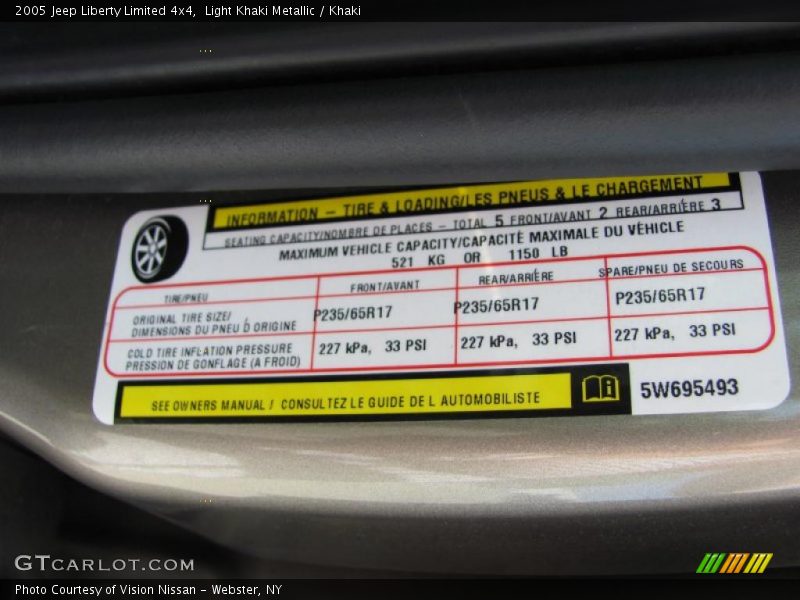 2005 Jeep Liberty Limited 4x4,  Light Khaki Metallic / Khaki
INFORMATION – TIRE & LOADING/LES PNEUS & LE CHARGEMENT
SEATING CAPACITY/NOMBRE DE PLACES – TOTAL 5 FRONT/AVANT 2 REAR/ARRIÈRE 3
MAXIMUM VEHICLE CAPACITY/CAPACITÉ MAXIMALE DU VÉHICLE
521 KG OR 1150 LB
TIRE/PNEU FRONT/AVANT REAR/ARRIÈRE SPARE/PNEU DE SECOURS
ORIGINAL TIRE SIZE/
DIMENSIONS DU PNEU D́ ORIGINE P235/65R17 P235/65R17 P235/65R17
COLD TIRE INFLATION PRESSURE
PRESSION DE GONFLAGE (A FROID) 227 kPa, 33 PSI 227 kPa, 33 PSI 227 kPa, 33 PSI
SEE OWNERS MANUAL / CONSULTEZ LE GUIDE DE L AUTOMOBILISTE
5W695493
GTCARLOT.COM
Photo Courtesy of Vision Nissan – Webster, NY